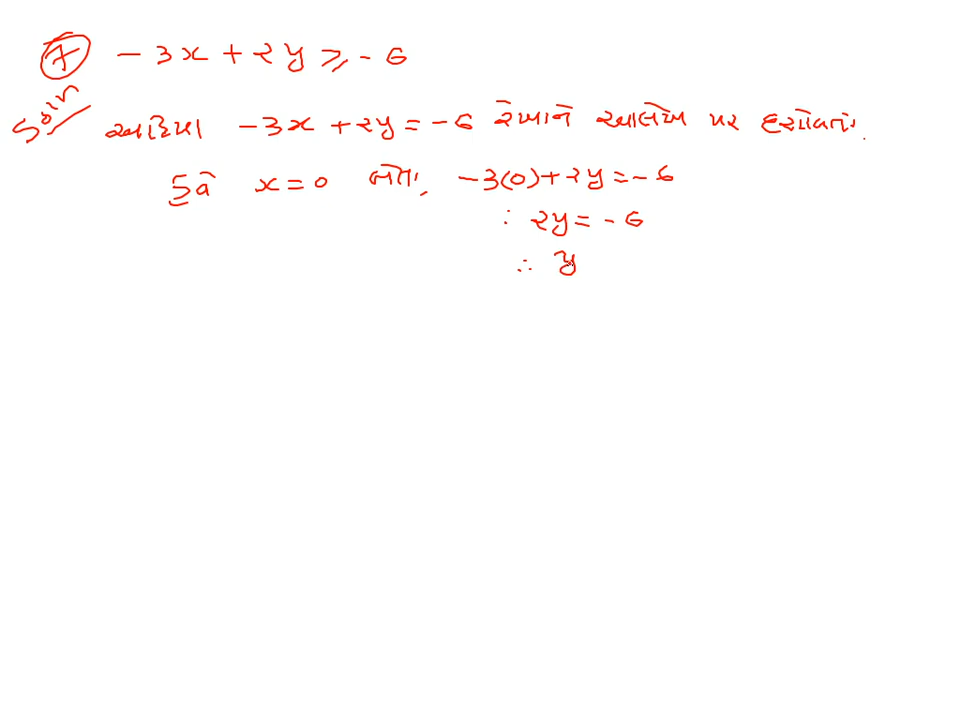 7 -3x + 2y ≥ -6
Soln અહિયા -3x + 2y = -6 રેખાને આલેખ પર દર્શાવતાં.
હવે x = 0 લેતાં, -3(0) + 2y = -6
∴ 2y = -6
∴ y